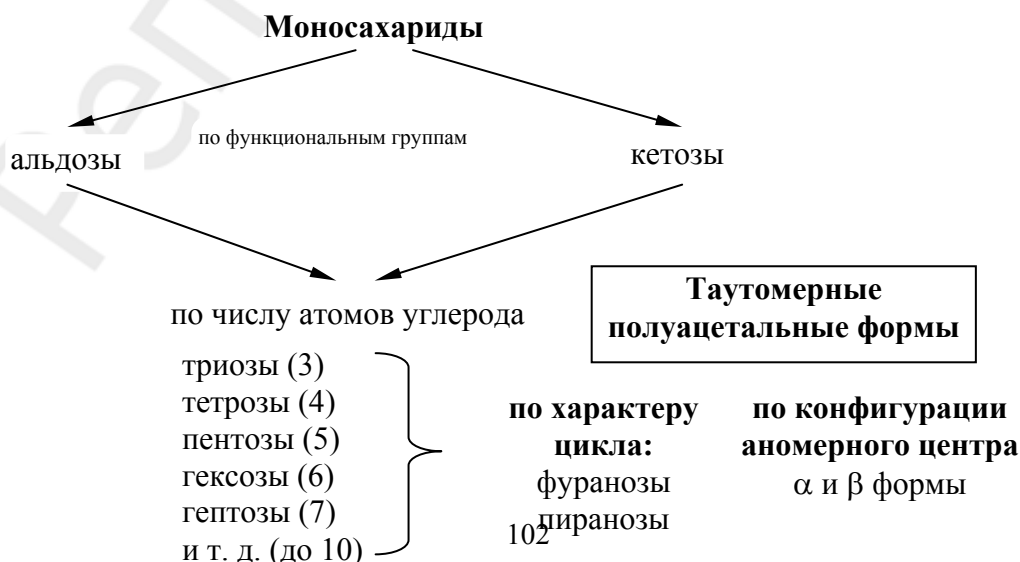 Моносахариды
по функциональным группам
альдозы
кетозы
по числу атомов углерода
триозы (3)
тетрозы (4)
пентозы (5)
гексозы (6)
гептозы (7)
и т. д. (до 10)
Таутомерные
полуацетальные формы
по характеру
цикла:
фуранозы
пиранозы
по конфигурации
аномерного центра
α и β формы
102